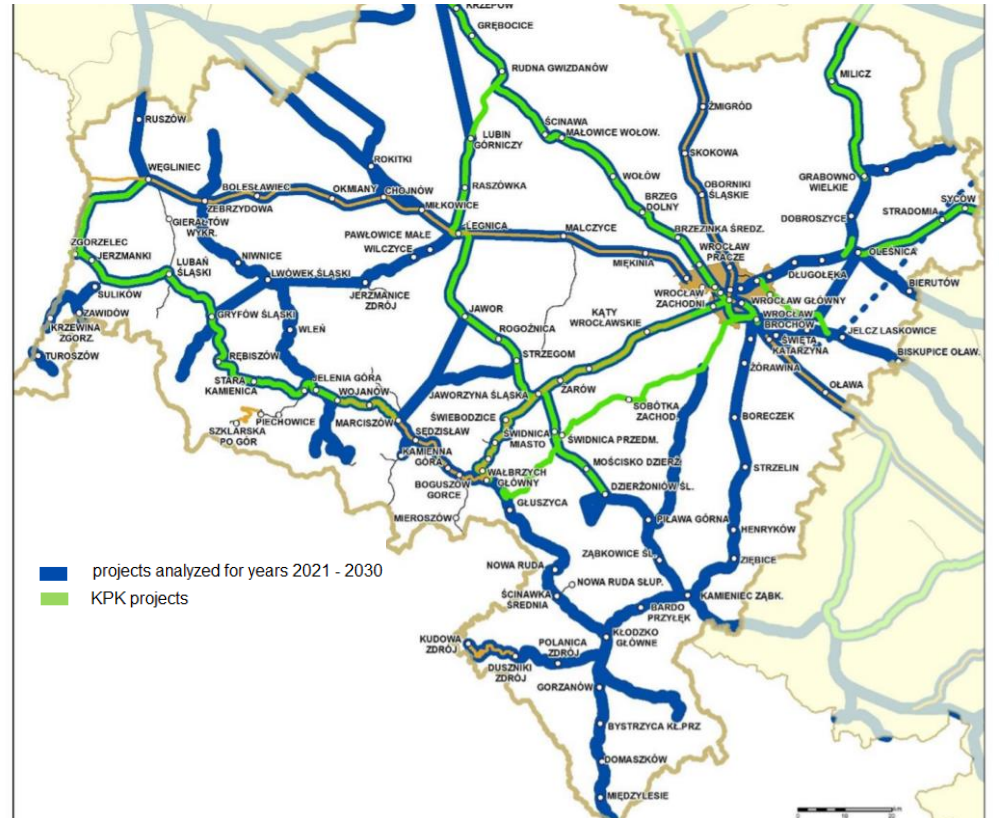 KRZEPÓW
GRĘBOCICE
RUDNA GWIZDANÓW
MILICZ
RUSZÓW
ŻMIGRÓD
ŚCINAWA
MAŁOWICE WOŁOW.
LUBIN
GÓRNICZY
SKOKOWA
ROKITKI
WĘGLINIEC
WOŁÓW
GRABOWNO
WIELKIE
BOLESŁAWIEC
OKMIANY
CHOJNÓW
RASZÓWKA
OBORNIKI
ŚLĄSKIE
SYCÓW
ZEBRZYDOWA
MIŁKOWICE
BRZEG
DOLNY
DOBROSZYCE
STRADOMIA
GIERAŁTÓW
WYKR.
PAWŁOWICE MAŁE
LEGNICA
MALCZYCE
BRZEZINKA ŚREDZ.
WILCZYCE
WROCŁAW
PRACZE
ZGORZELEC
JERZMANKI
NIWNICE
MIĘKINIA
OLEŚNICA
LUBAŃ
ŚLĄSKI
LWÓWEK ŚLĄSKI
DŁUGOŁĘKA
BIERUTÓW
SULIKÓW
JERZMANICE
ZDRÓJ
WROCŁAW
ZACHODNI
WROCŁAW GŁÓWNY
ZAWIDÓW
GRYFÓW ŚLĄSKI
JAWOR
KĄTY
WROCŁAWSKIE
WROCŁAW
BROCHÓW
KRZEWINA
ZGORZ.
WLEŃ
ROGOŹNICA
JELCZ LASKOWICE
ŚWIĘTA
KATARZYNA
TUROSZÓW
RĘBISZÓW
STRZEGOM
BISKUPICE OŁAW.
ŻÓRAWINA
STARA
KAMIENICA
JELENIA GÓRA
WOJANÓW
JAWORZYNA ŚLĄSKA
ŻARÓW
OŁAWA
PIECHOWICE
MARCISZÓW
ŚWIEBODZICE
SOBÓTKA
ZACHOD.
BORECZEK
SZKLARSKA
PO GÓR
SĘDZISŁAW
ŚWIDNICA
MIASTO
ŚWIDNICA PRZEDM.
KAMIENNA
GÓRA
MOŚCISKO DZIERŻ.
STRZELIN
BOGUSZÓW
GORCE
WAŁBRZYCH
GŁÓWNY
DZIERŻONIÓW ŚL.
GŁUSZYCA
MIEROSZÓW
PIŁAWA GÓRNA
HENRYKÓW
ZĄBKOWICE ŚL.
ZIĘBICE
projects analyzed for years 2021 - 2030
NOWA RUDA
NOWA RUDA SŁUP.
KPK projects
ŚCINAWKA
ŚREDNIA
KAMIENIEC ZĄBK.
BARDO
PRZYŁĘK
KUDOWA
ZDRÓJ
POLANICA
ZDRÓJ
KŁODZKO
GŁÓWNE
DUSZNIKI
ZDRÓJ
GORZANÓW
BYSTRZYCA KŁ.PRZ
DOMASZKÓW
MIĘDZYLESIE